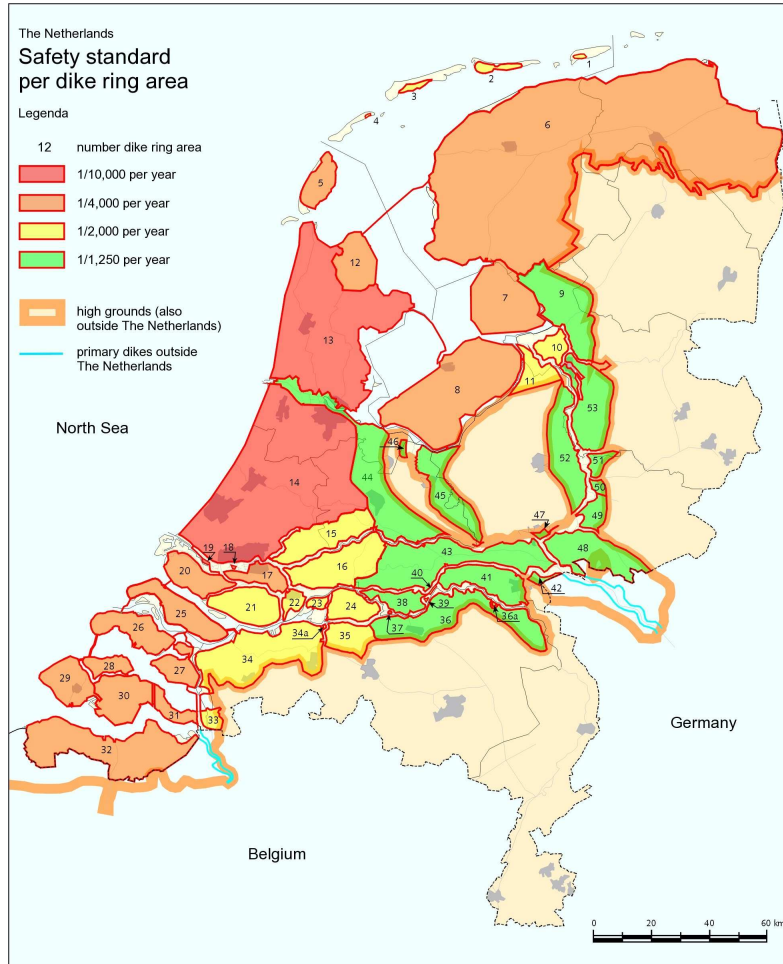 The Netherlands
Safety standard
per dike ring area
Legenda
12 number dike ring area
1/10,000 per year
1/4,000 per year
1/2,000 per year
1/1,250 per year
high grounds (also
outside The Netherlands)
primary dikes outside
The Netherlands
North Sea
Belgium
Germany
1
2
3
4
5
6
7
8
9
10
11
12
13
14
15
16
17
18
19
20
21
22
23
24
25
26
27
28
29
30
31
32
33
34
34a
35
36
36a
37
38
39
40
41
42
43
44
45
46
47
48
49
50
51
52
53
0 20 40 60 km